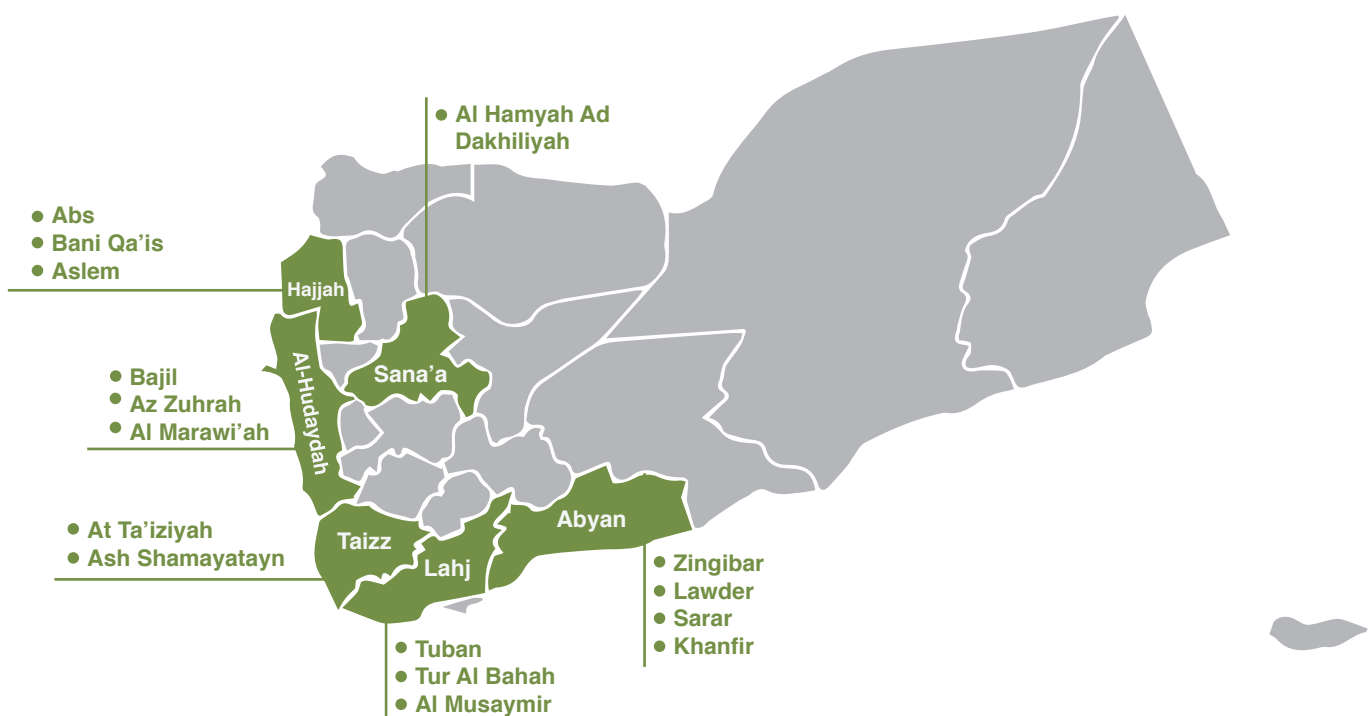 Al Hamyah Ad
Dakhiliyah
Abs
Bani Qa’is
Aslem
Hajjah
Bajil
Az Zuhrah
Al Marawi’ah
Al-Hudaydah
Sana’a
At Ta’iziyah
Ash Shamayatayn
Taizz
Lahj
Abyan
Zingibar
Lawder
Sarar
Khanfir
Tuban
Tur Al Bahah
Al Musaymir